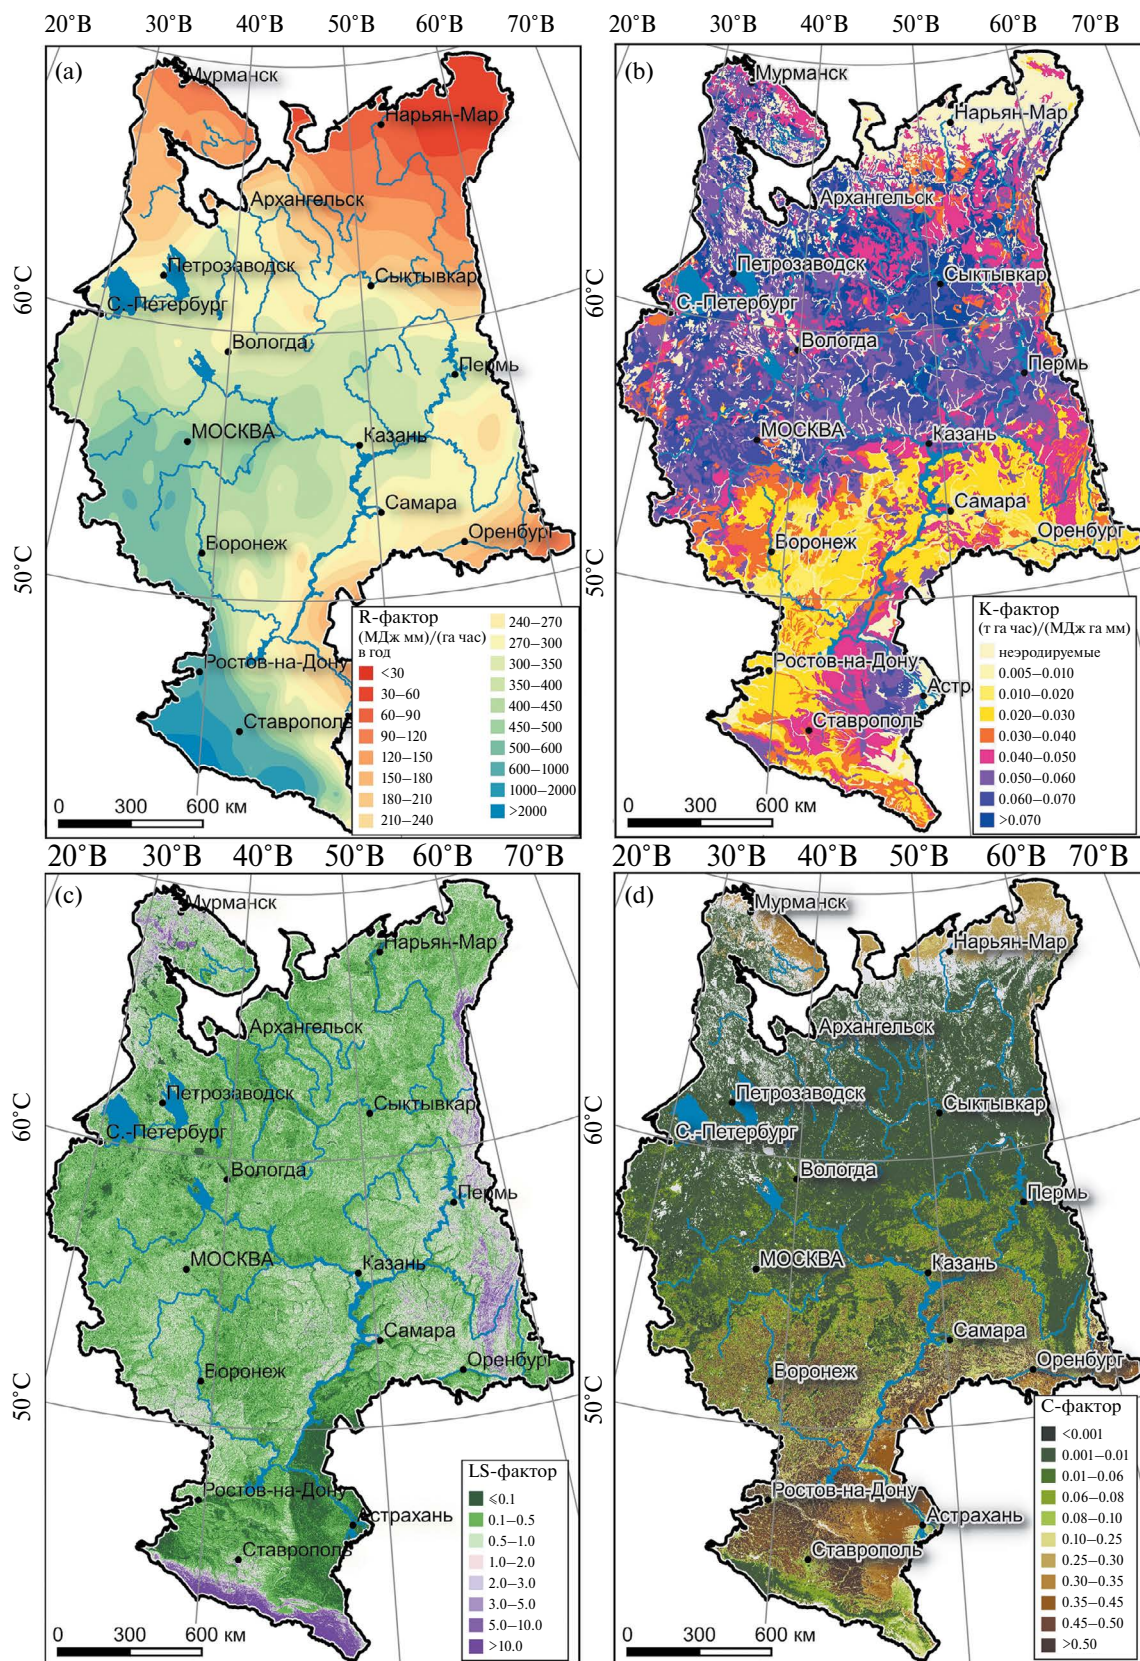 20°В 30°В 40°В 50°В 60°В 70°В
20°В 30°В 40°В 50°В 60°В 70°В
(a)
Мурманск
Нарьян-Мар
Архангельск
Петрозаводск
Сыктывкар
С.-Петербург
Вологда
Пермь
МОСКВА
Казань
Самара
Оренбург
Воронеж
Ростов-на-Дону
Ставрополь
60°С
50°С
R-фактор
(МДж мм)/(га час)
в год
<30
30–60
60–90
90–120
120–150
150–180
180–210
210–240
240–270
270–300
300–350
350–400
400–450
450–500
500–600
600–1000
1000–2000
>2000
0 300 600 км
(b)
Мурманск
Нарьян-Мар
Архангельск
Петрозаводск
Сыктывкар
С.-Петербург
Вологда
Пермь
МОСКВА
Казань
Самара
Оренбург
Воронеж
Ростов-на-Дону
Астра
Ставрополь
60°С
50°С
K-фактор
(т га час)/(МДж га мм)
неэродируемые
0.005–0.010
0.010–0.020
0.020–0.030
0.030–0.040
0.040–0.050
0.050–0.060
0.060–0.070
>0.070
0 300 600 км
20°В 30°В 40°В 50°В 60°В 70°В
20°В 30°В 40°В 50°В 60°В 70°В
(c)
Мурманск
Нарьян-Мар
Архангельск
Петрозаводск
Сыктывкар
С.-Петербург
Вологда
Пермь
МОСКВА
Казань
Самара
Оренбург
Воронеж
Ростов-на-Дону
Астрахань
Ставрополь
60°С
50°С
LS-фактор
⩽0.1
0.1–0.5
0.5–1.0
1.0–2.0
2.0–3.0
3.0–5.0
5.0–10.0
>10.0
0 300 600 км
(d)
Мурманск
Нарьян-Мар
Архангельск
Петрозаводск
Сыктывкар
С.-Петербург
Вологда
Пермь
МОСКВА
Казань
Самара
Оренбург
Воронеж
Ростов-на-Дону
Астрахань
Ставрополь
60°С
50°С
C-фактор
<0.001
0.001–0.01
0.01–0.06
0.06–0.08
0.08–0.10
0.10–0.25
0.25–0.30
0.30–0.35
0.35–0.45
0.45–0.50
>0.50
0 300 600 км